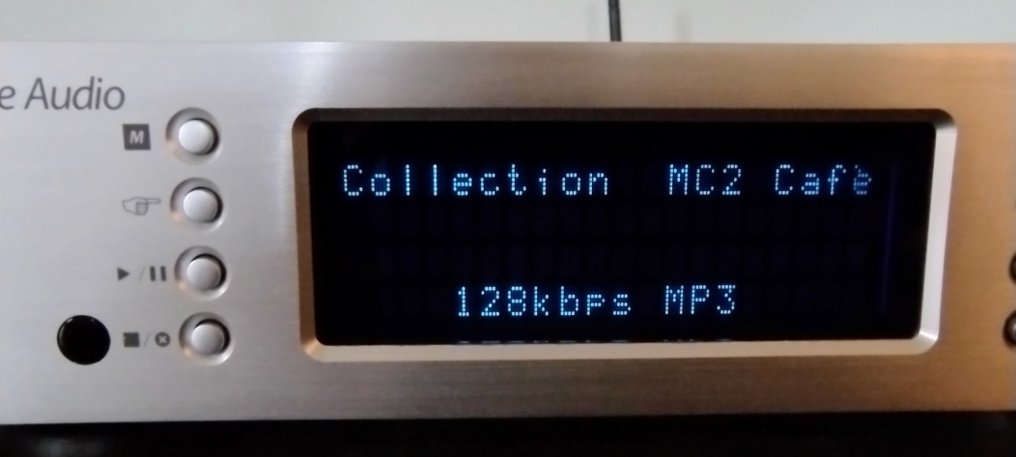 e Audio
M
Collection MC2 Cafè
128kbps MP3